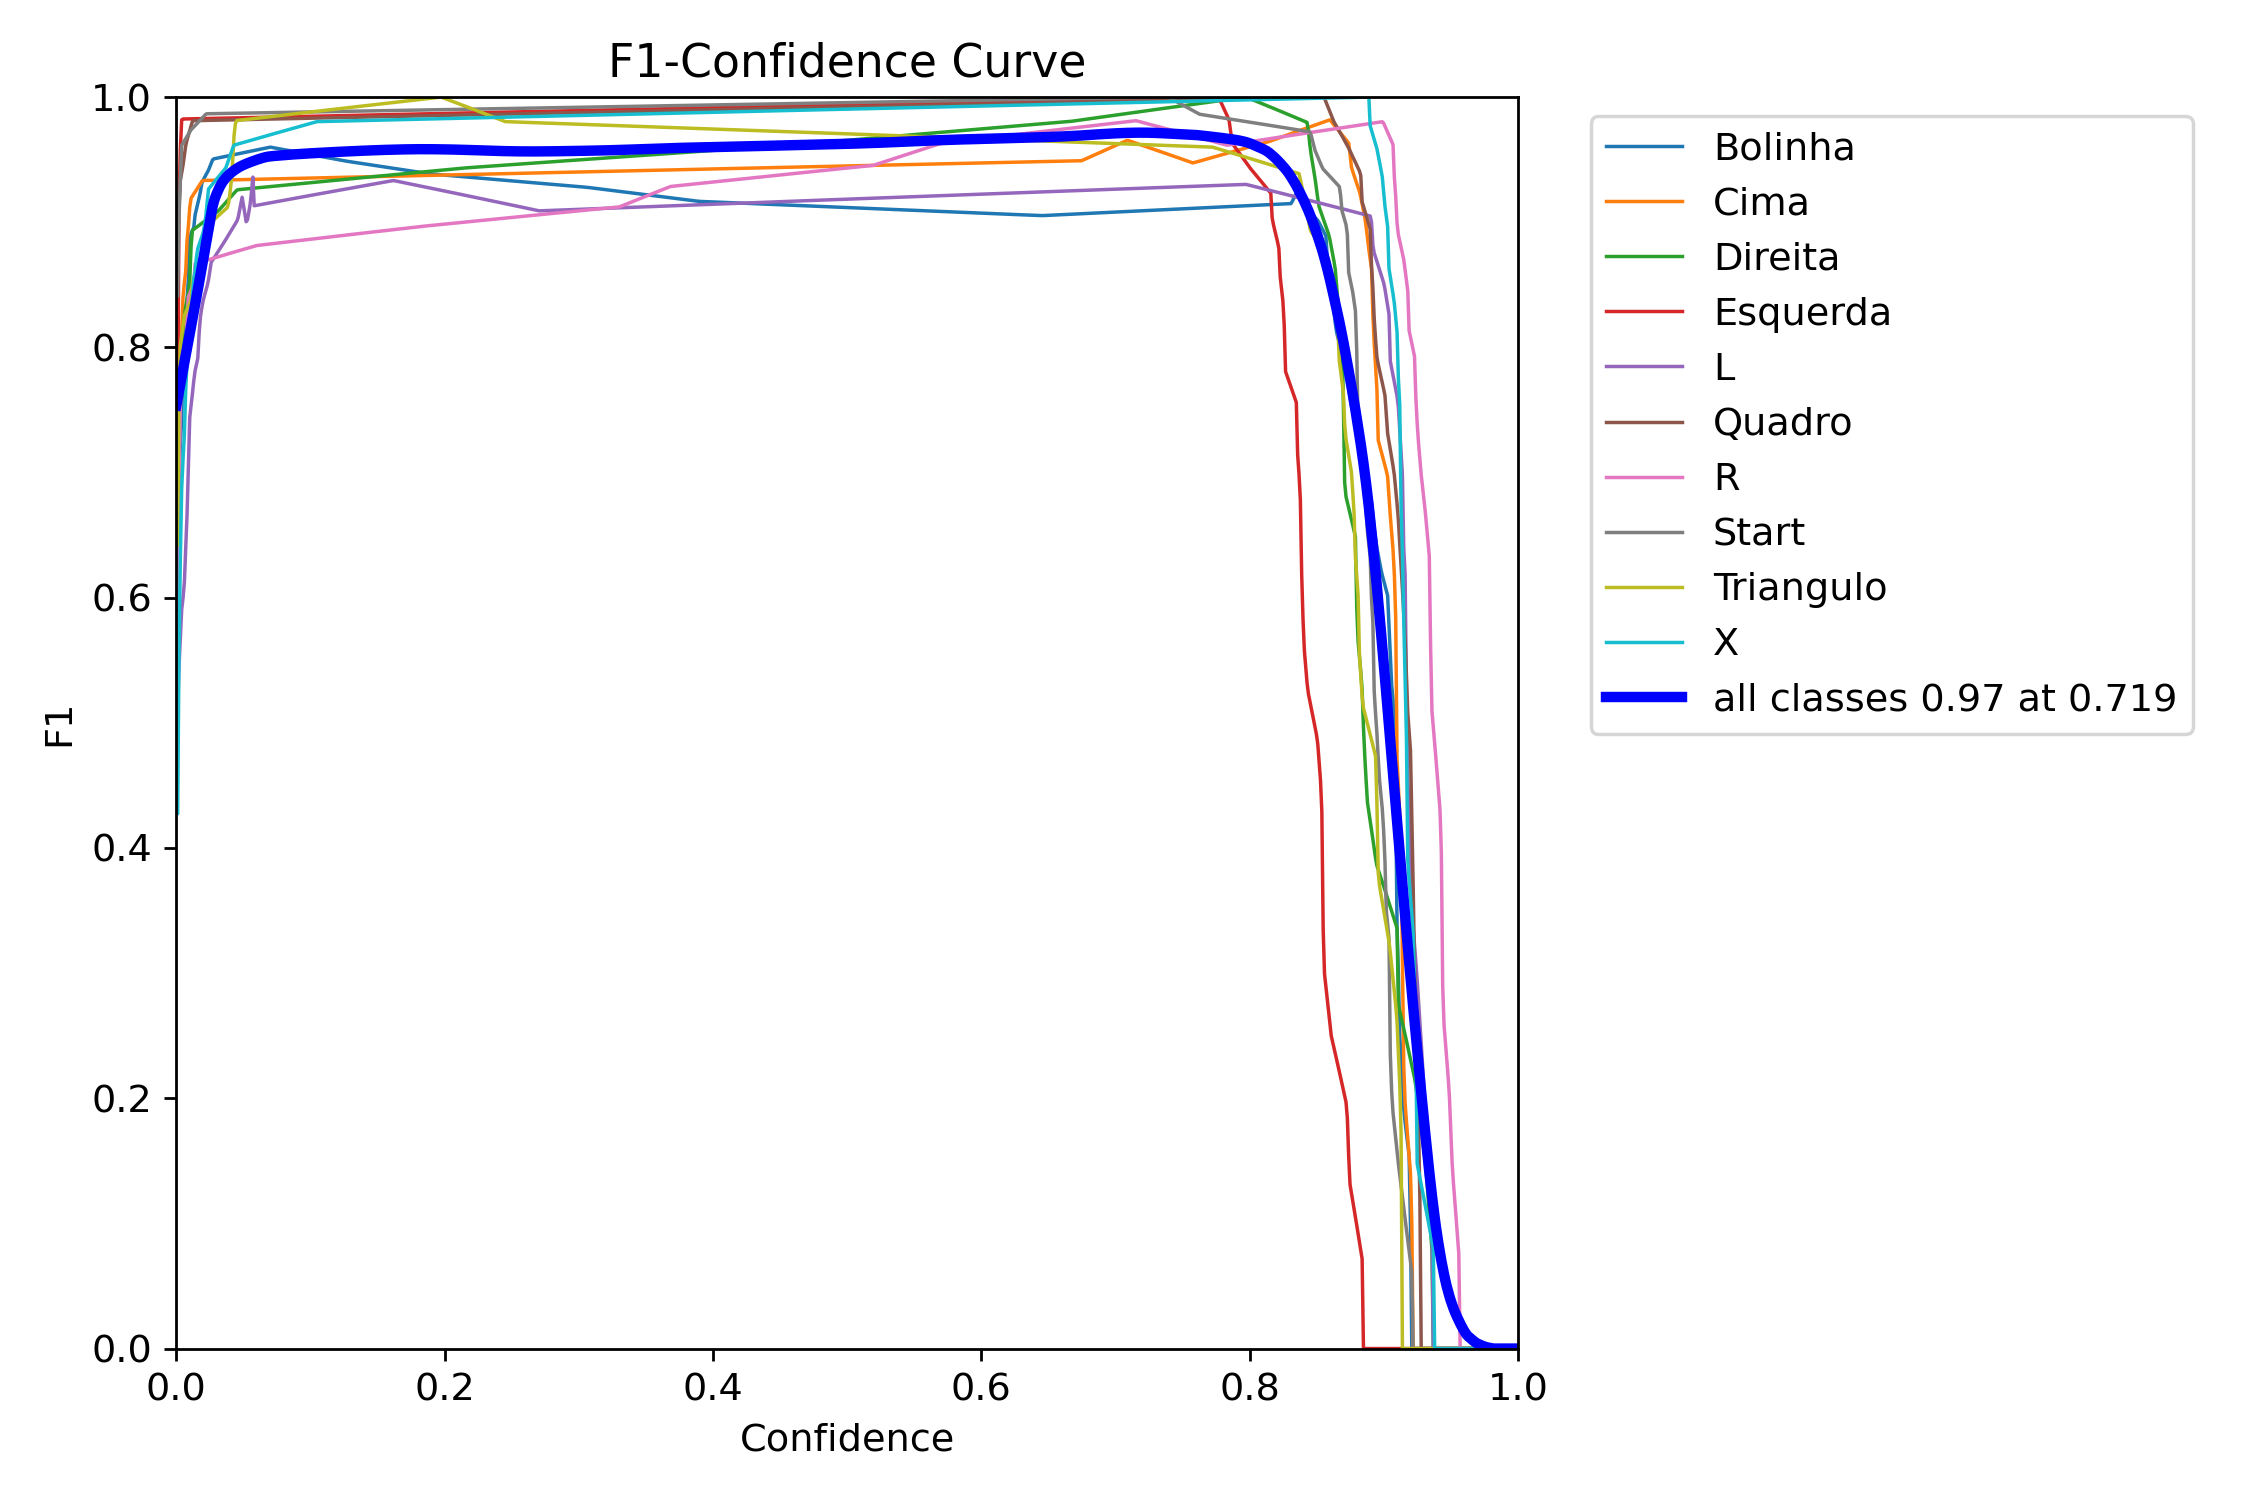 F1-Confidence Curve
1.0
0.8
0.6
0.4
0.2
0.0
F1
0.0 0.2 0.4 0.6 0.8 1.0
Confidence
Bolinha
Cima
Direita
Esquerda
L
Quadro
R
Start
Triangulo
X
all classes 0.97 at 0.719